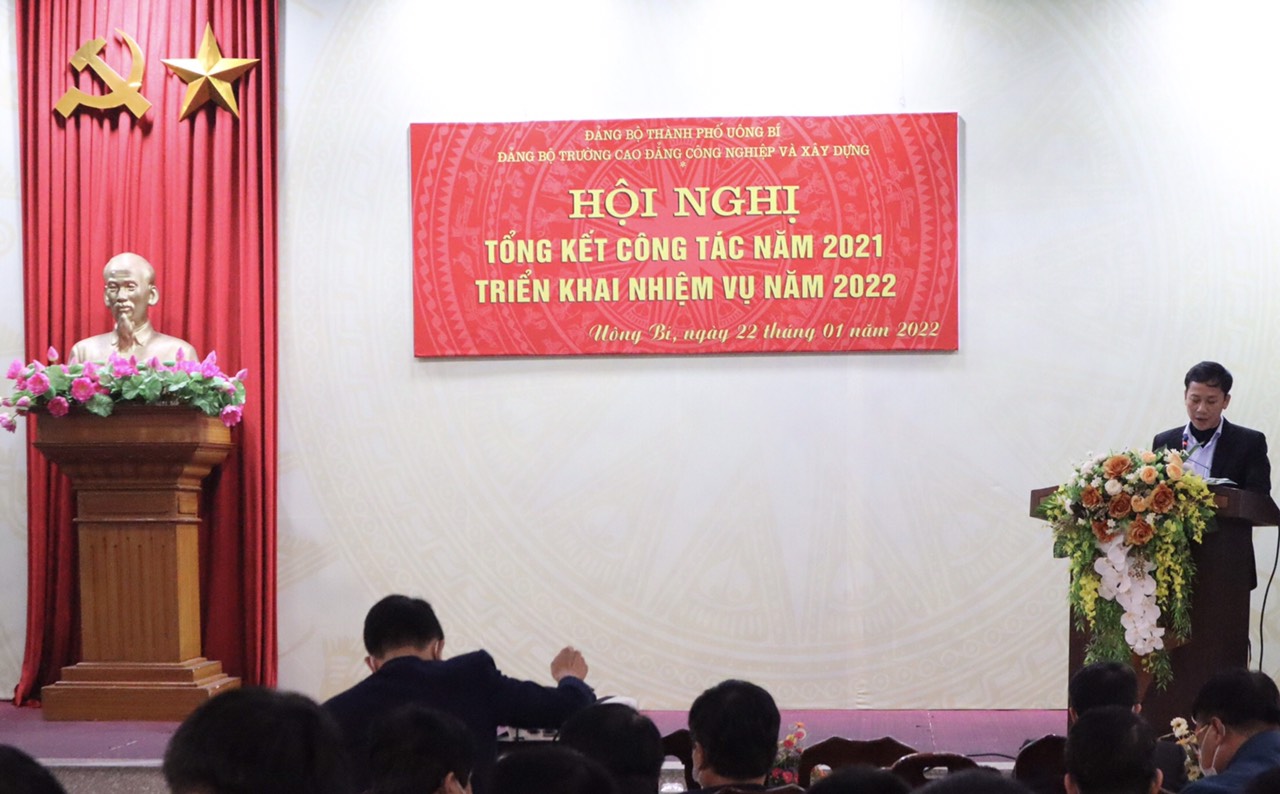 ĐẢNG BỘ THÀNH PHỐ UÔNG BÍ
ĐẢNG BỘ TRƯỜNG CAO ĐẲNG CÔNG NGHIỆP VÀ XÂY DỰNG
*
HỘI NGHỊ
TỔNG KẾT CÔNG TÁC NĂM 2021
TRIỂN KHAI NHIỆM VỤ NĂM 2022
Uông Bí, ngày 22 tháng 01 năm 2022